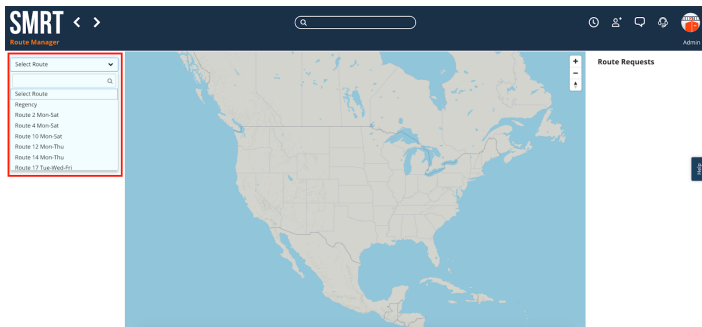 SMRT
Route Manager
Admin
Select Route
Select Route
Regency
Route 2 Mon-Sat
Route 4 Mon-Sat
Route 10 Mon-Sat
Route 12 Mon-Thu
Route 14 Mon-Thu
Route 17 Tue-Wed-Fri
Route Requests
Help